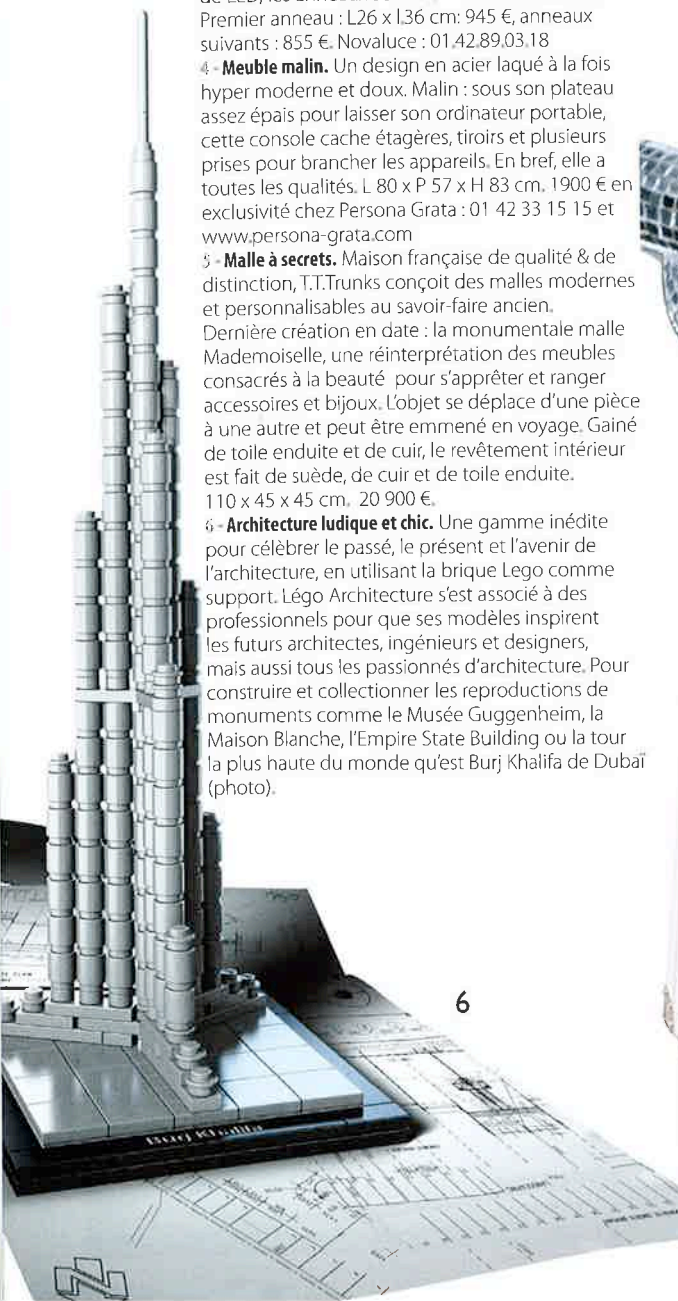 Premier anneau : L26 x l.36 cm: 945 €, anneaux
suivants : 855 €. Novaluce : 01.42.89.03.18
4 - Meuble malin. Un design en acier laqué à la fois
hyper moderne et doux. Malin : sous son plateau
assez épais pour laisser son ordinateur portable,
cette console cache étagères, tiroirs et plusieurs
prises pour brancher les appareils. En bref, elle a
toutes les qualités. L 80 x P 57 x H 83 cm. 1900 € en
exclusivité chez Persona Grata : 01 42 33 15 15 et
www.persona-grata.com
5 - Malle à secrets. Maison française de qualité & de
distinction, T.T.Trunks conçoit des malles modernes
et personnalisables au savoir-faire ancien.
Dernière création en date : la monumentale malle
Mademoiselle, une réinterprétation des meubles
consacrés à la beauté pour s'apprêter et ranger
accessoires et bijoux. L'objet se déplace d'une pièce
à une autre et peut être emmené en voyage. Gainé
de toile enduite et de cuir, le revêtement intérieur
est fait de suède, de cuir et de toile enduite.
110 x 45 x 45 cm. 20 900 €.
6 - Architecture ludique et chic. Une gamme inédite
pour célèbrer le passé, le présent et l'avenir de
l'architecture, en utilisant la brique Lego comme
support. Légo Architecture s'est associé à des
professionnels pour que ses modèles inspirent
les futurs architectes, ingénieurs et designers,
mais aussi tous les passionnés d'architecture. Pour
construire et collectionner les reproductions de
monuments comme le Musée Guggenheim, la
Maison Blanche, l'Empire State Building ou la tour
la plus haute du monde qu'est Burj Khalifa de Dubaï
(photo).
6
Burj Khalifa